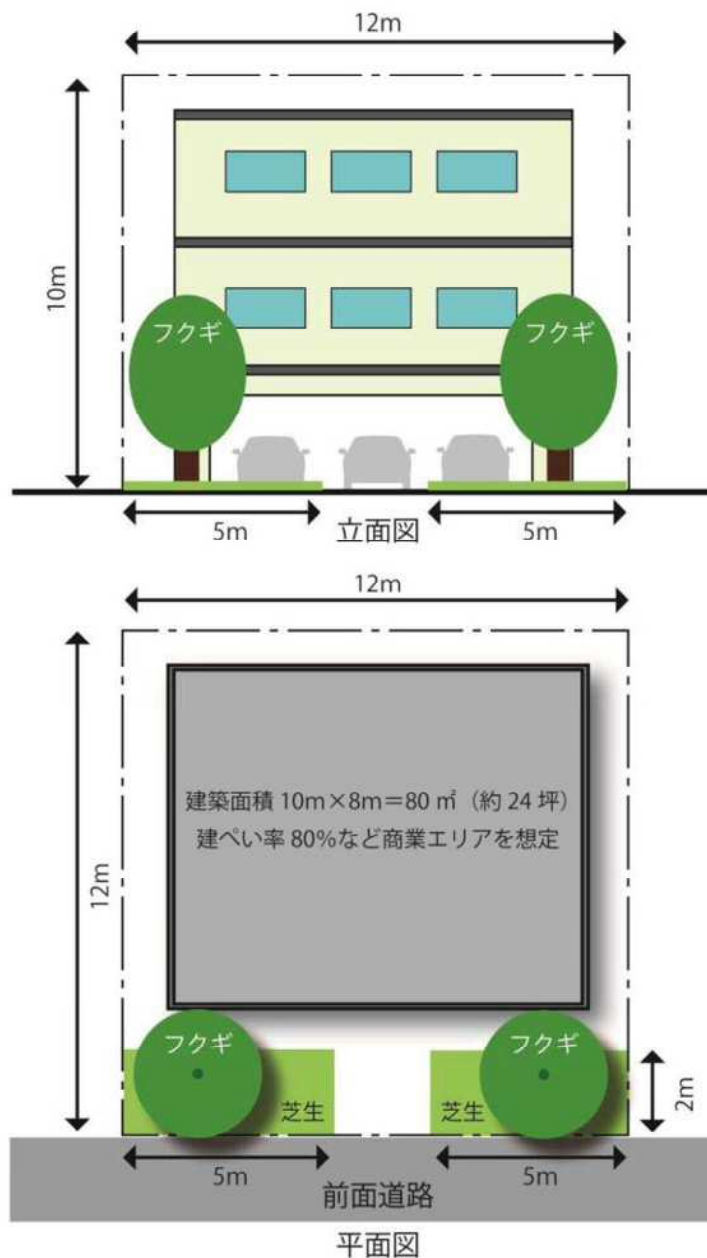 12m
10m
フクギ
フクギ
5m
5m
立面図
12m
12m
建築面積 10m×8m=80 ㎡（約 24 坪）
建ぺい率 80%など商業エリアを想定
フクギ
フクギ
芝生
芝生
2m
5m
5m
前面道路
平面図